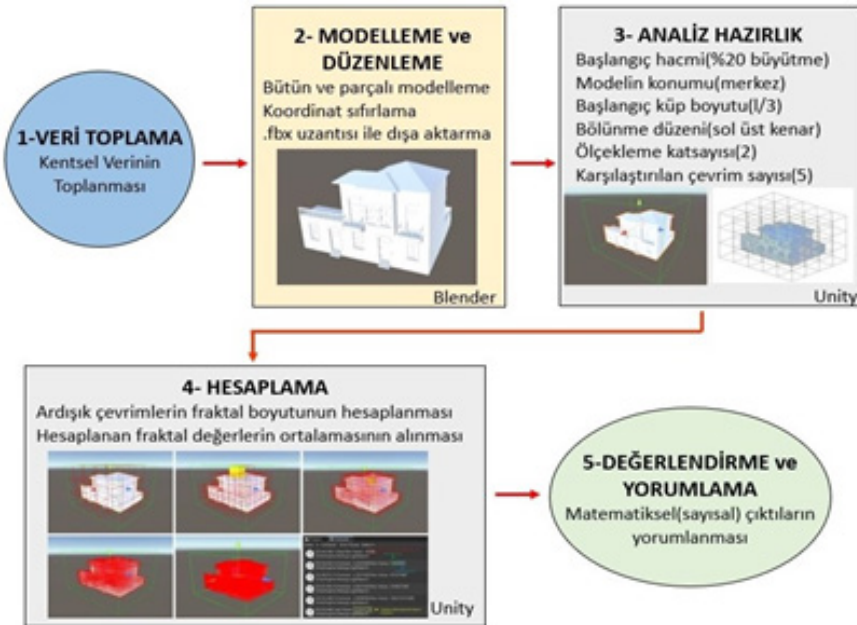 1-VERİ TOPLAMA
Kentsel Verinin
Toplanması
2- MODELLEME ve
DÜZENLEME
Bütün ve parçalı modelleme
Koordinat sıfırlama
.fbx uzantısı ile dışa aktarma
Blender
3- ANALİZ HAZIRLIK
Başlangıç hacmi(%20 büyütme)
Modelin konumu(merkez)
Başlangıç küp boyutu(l/3)
Bölünme düzeni(sol üst kenar)
Ölçekleme katsayısı(2)
Karşılaştırılan çevrim sayısı(5)
Unity
4- HESAPLAMA
Ardışık çevrimlerin fraktal boyutunun hesaplanması
Hesaplanan fraktal değerlerin ortalamasının alınması
Unity
5-DEĞERLENDİRME ve
YORUMLAMA
Matematiksel(sayısal) çıktıların
yorumlanması